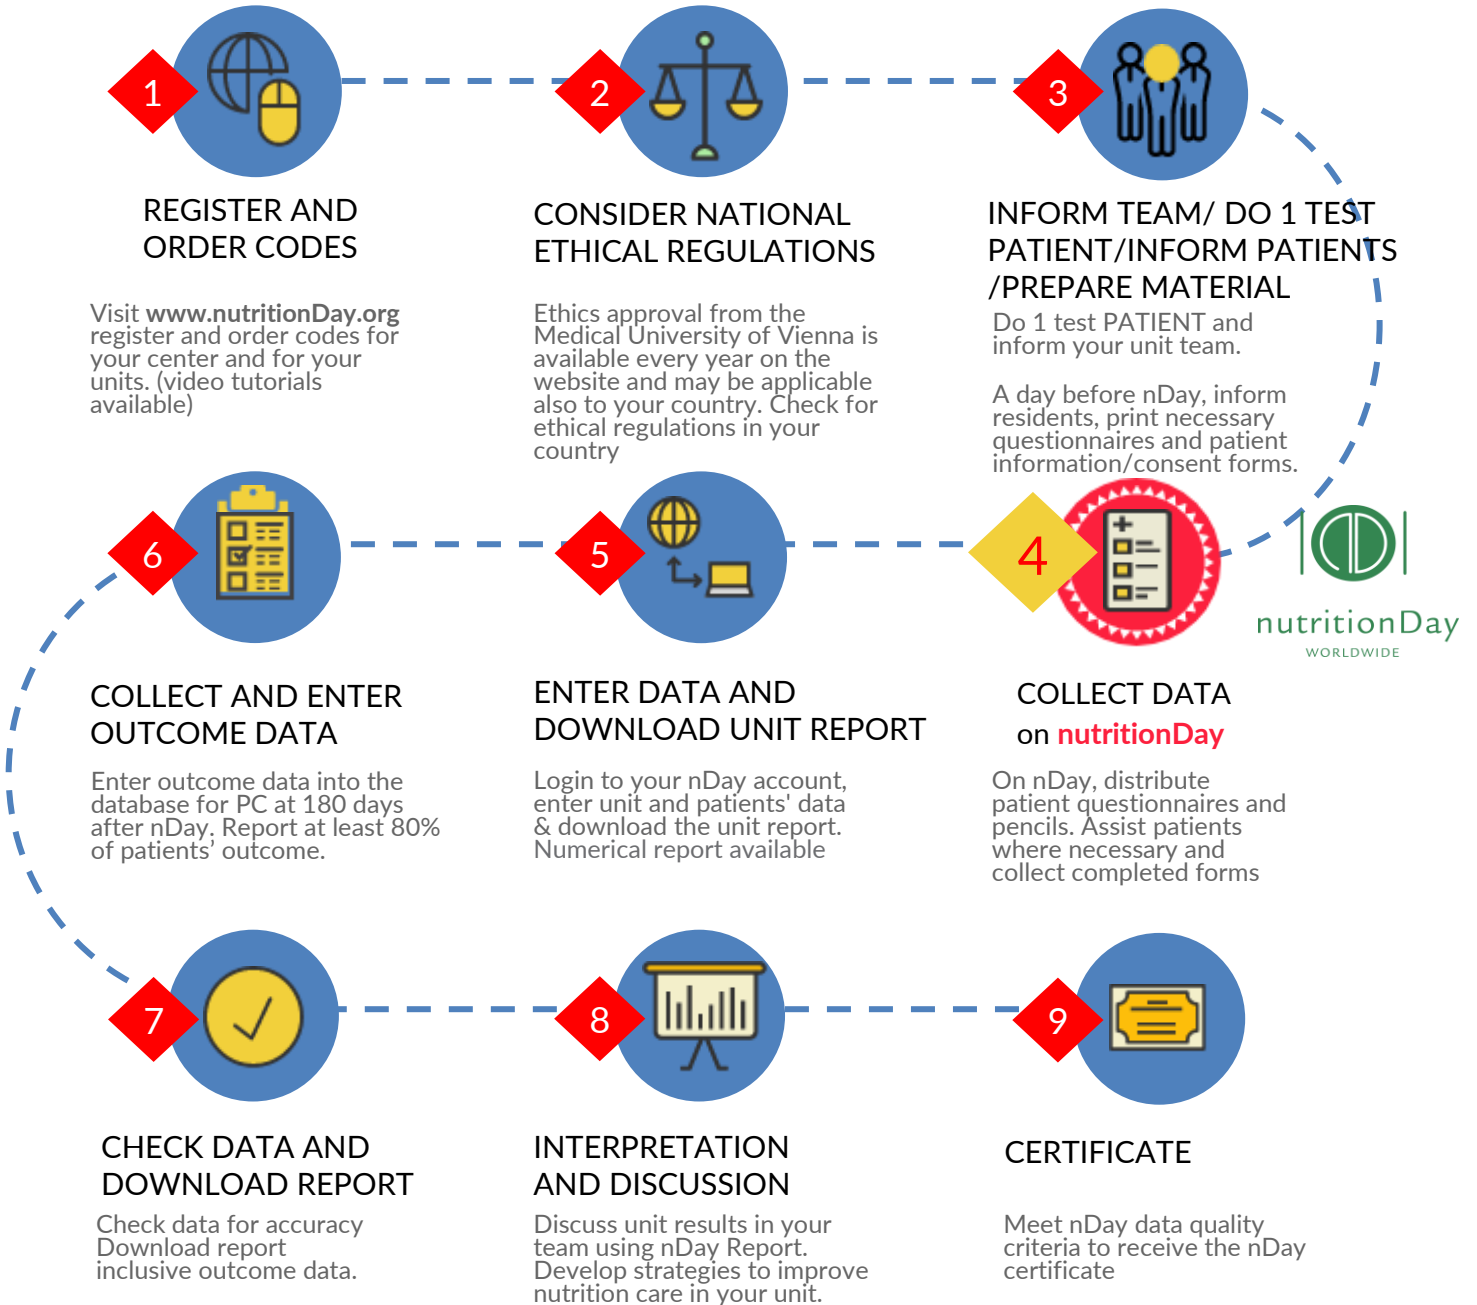 1
REGISTER AND
ORDER CODES
Visit www.nutritionDay.org
register and order codes for
your center and for your
units. (video tutorials
available)
2
CONSIDER NATIONAL
ETHICAL REGULATIONS
Ethics approval from the
Medical University of Vienna is
available every year on the
website and may be applicable
also to your country. Check for
ethical regulations in your
country
3
INFORM TEAM/ DO 1 TEST
PATIENT/INFORM PATIENTS
/PREPARE MATERIAL
Do 1 test PATIENT and
inform your unit team.
A day before nDay, inform
residents, print necessary
questionnaires and patient
information/consent forms.
4
nutritionDay
WORLDWIDE
COLLECT DATA
on nutritionDay
On nDay, distribute
patient questionnaires and
pencils. Assist patients
where necessary and
collect completed forms
5
ENTER DATA AND
DOWNLOAD UNIT REPORT
Login to your nDay account,
enter unit and patients' data
& download the unit report.
Numerical report available
6
COLLECT AND ENTER
OUTCOME DATA
Enter outcome data into the
database for PC at 180 days
after nDay. Report at least 80%
of patients’ outcome.
7
CHECK DATA AND
DOWNLOAD REPORT
Check data for accuracy
Download report
inclusive outcome data.
8
INTERPRETATION
AND DISCUSSION
Discuss unit results in your
team using nDay Report.
Develop strategies to improve
nutrition care in your unit.
9
CERTIFICATE
Meet nDay data quality
criteria to receive the nDay
certificate